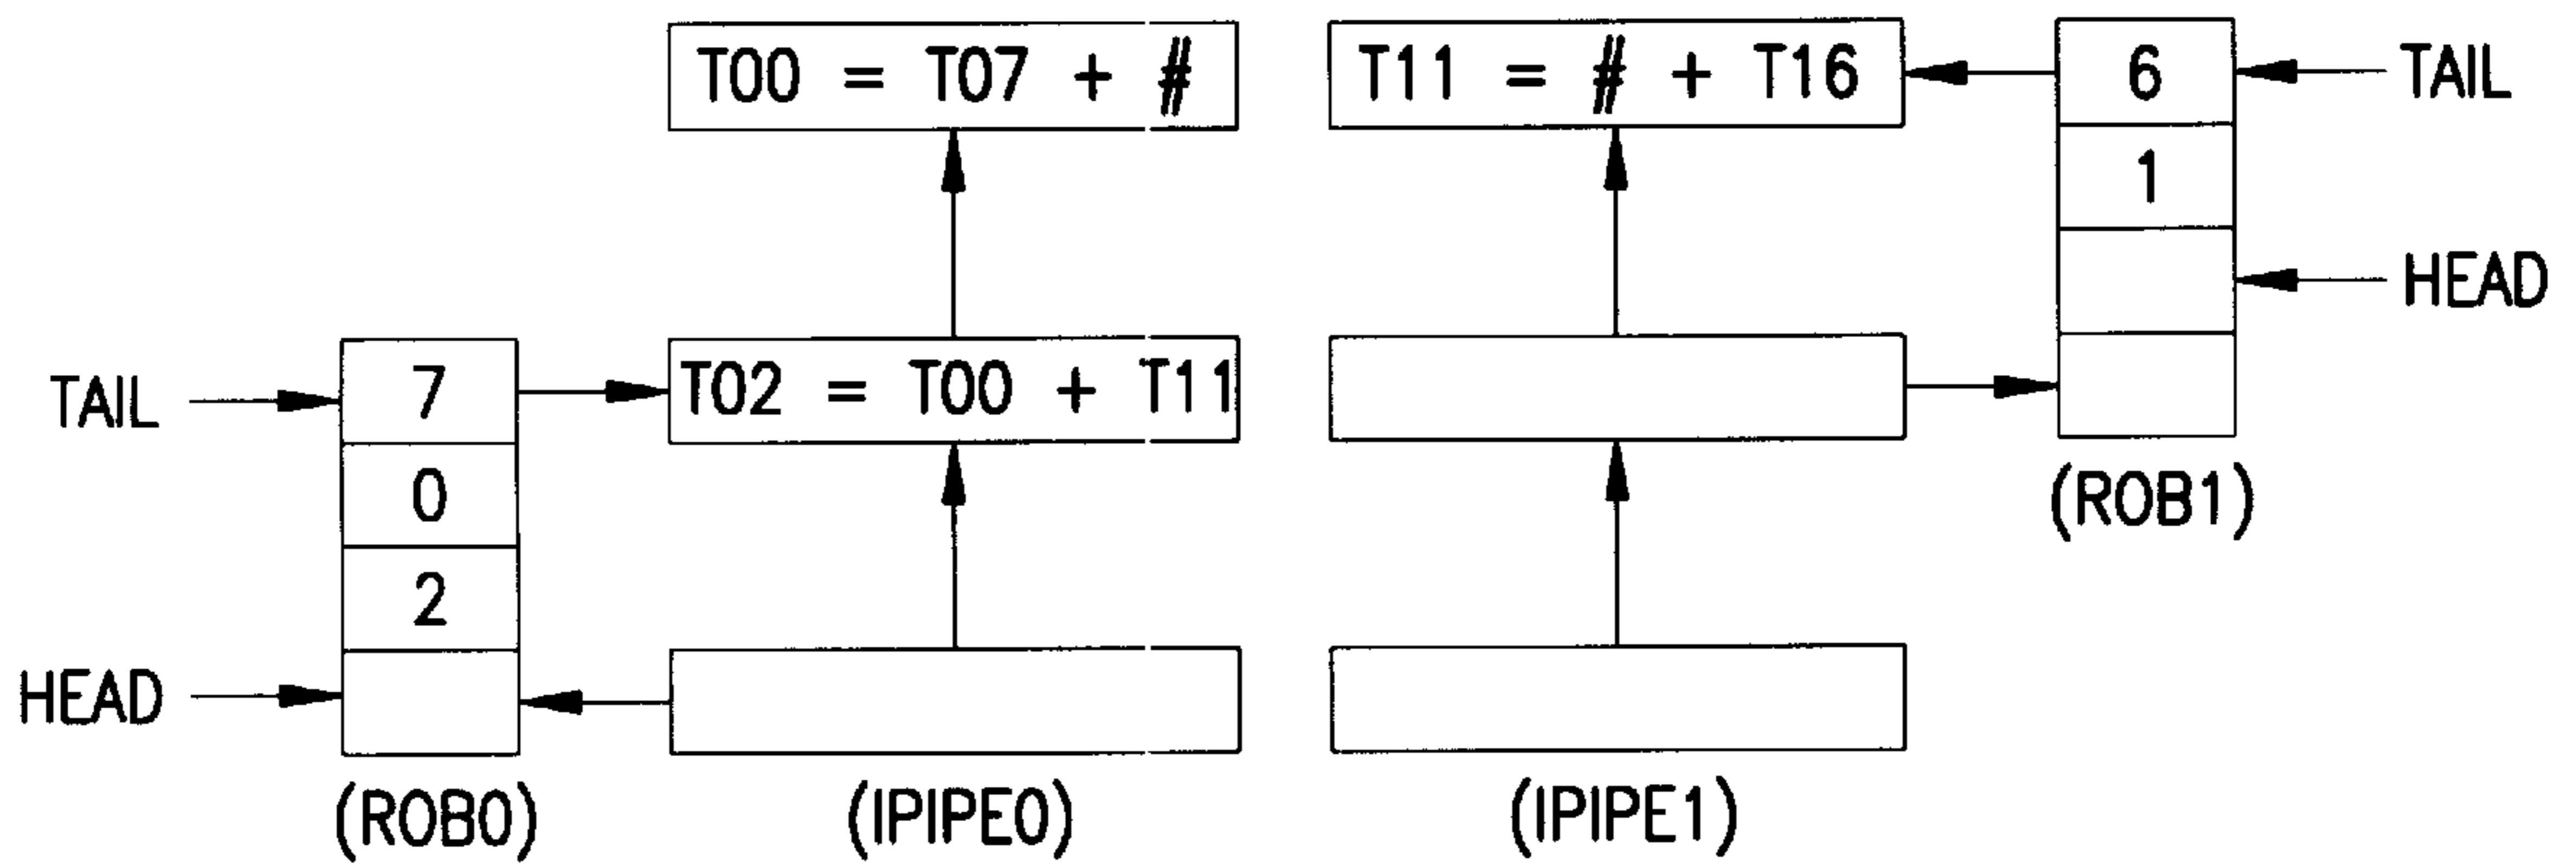 T00 = T07 + #
T11 = # + T16
6
TAIL
1
HEAD
TAIL
7
T02 = T00 + T11
0
(ROB1)
2
HEAD
(ROB0)
(IPIPE0)
(IPIPE1)